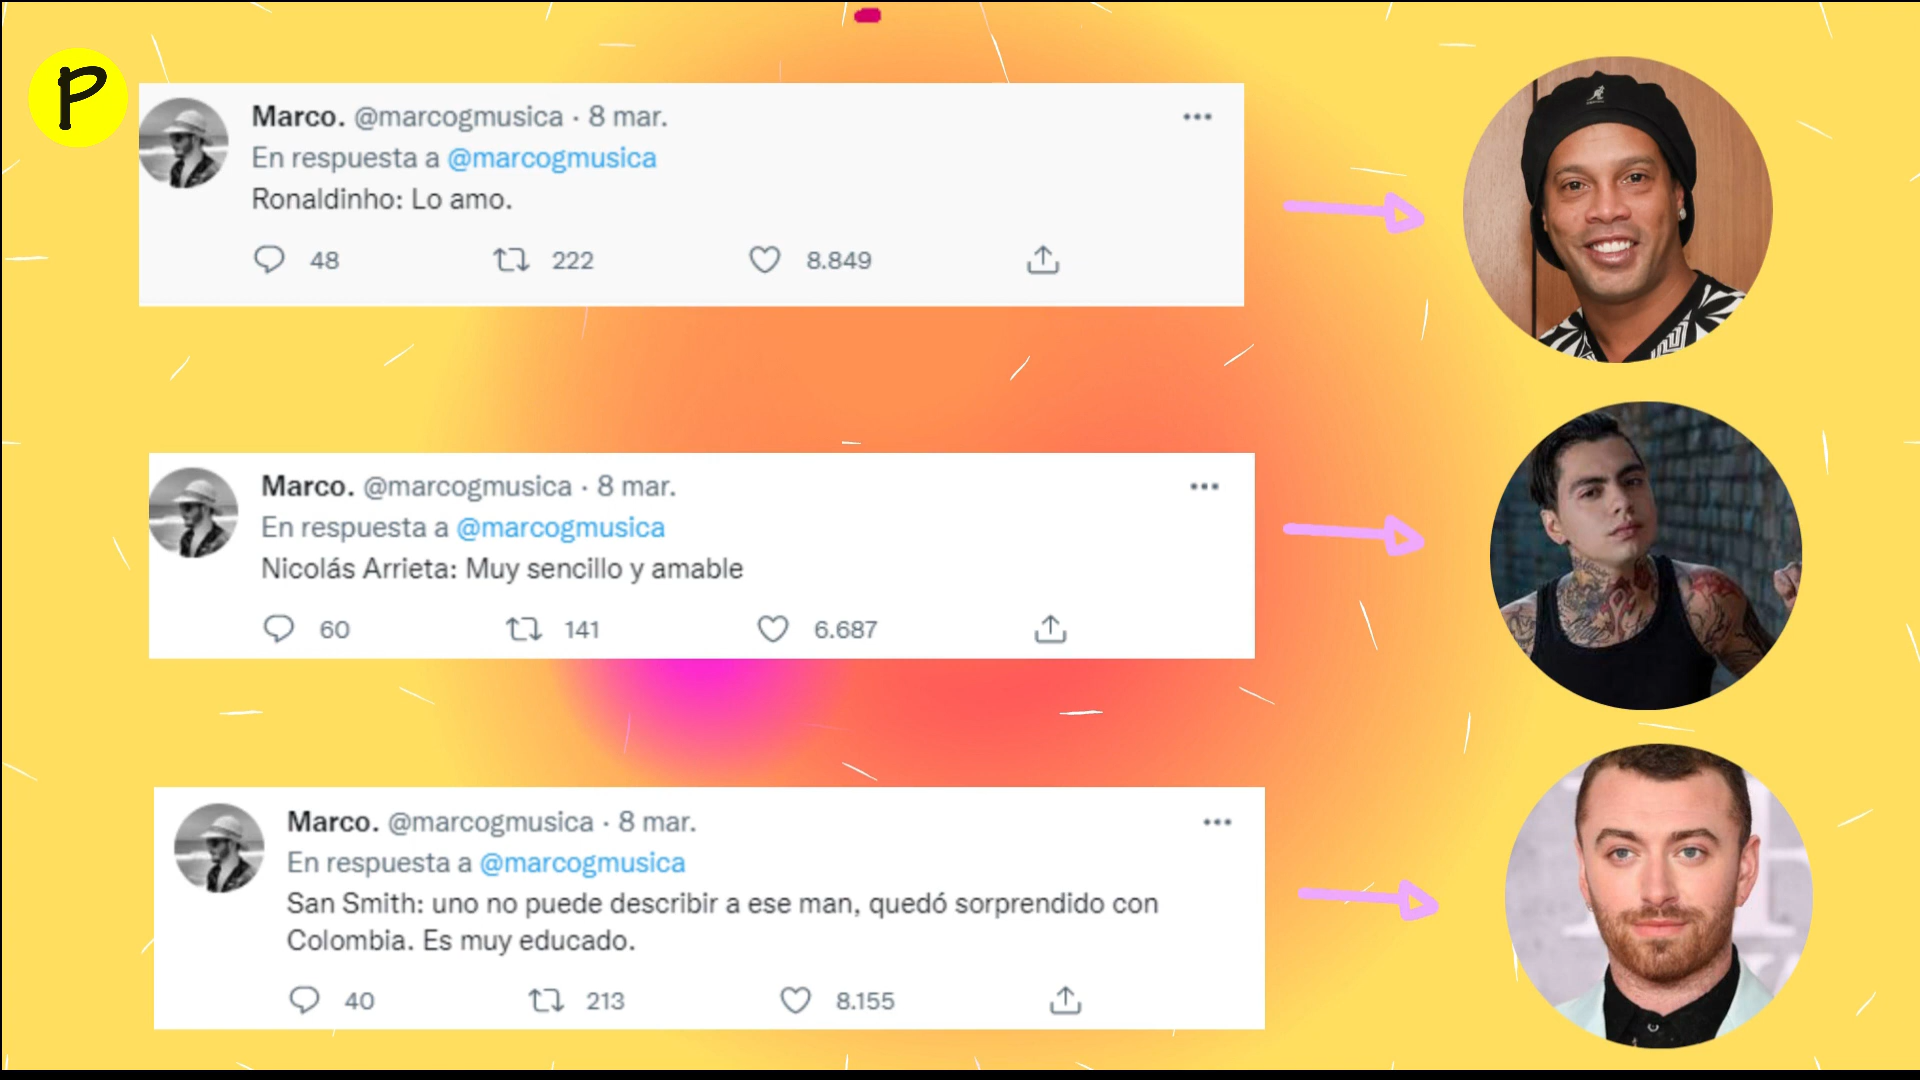 P
Marco. @marcogmusica · 8 mar.
En respuesta a @marcogmusica
Ronaldinho: Lo amo.
48 222 8.849
Marco. @marcogmusica · 8 mar.
En respuesta a @marcogmusica
Nicolás Arrieta: Muy sencillo y amable
60 141 6.687
Marco. @marcogmusica · 8 mar.
En respuesta a @marcogmusica
San Smith: uno no puede describir a ese man, quedó sorprendido con
Colombia. Es muy educado.
40 213 8.155